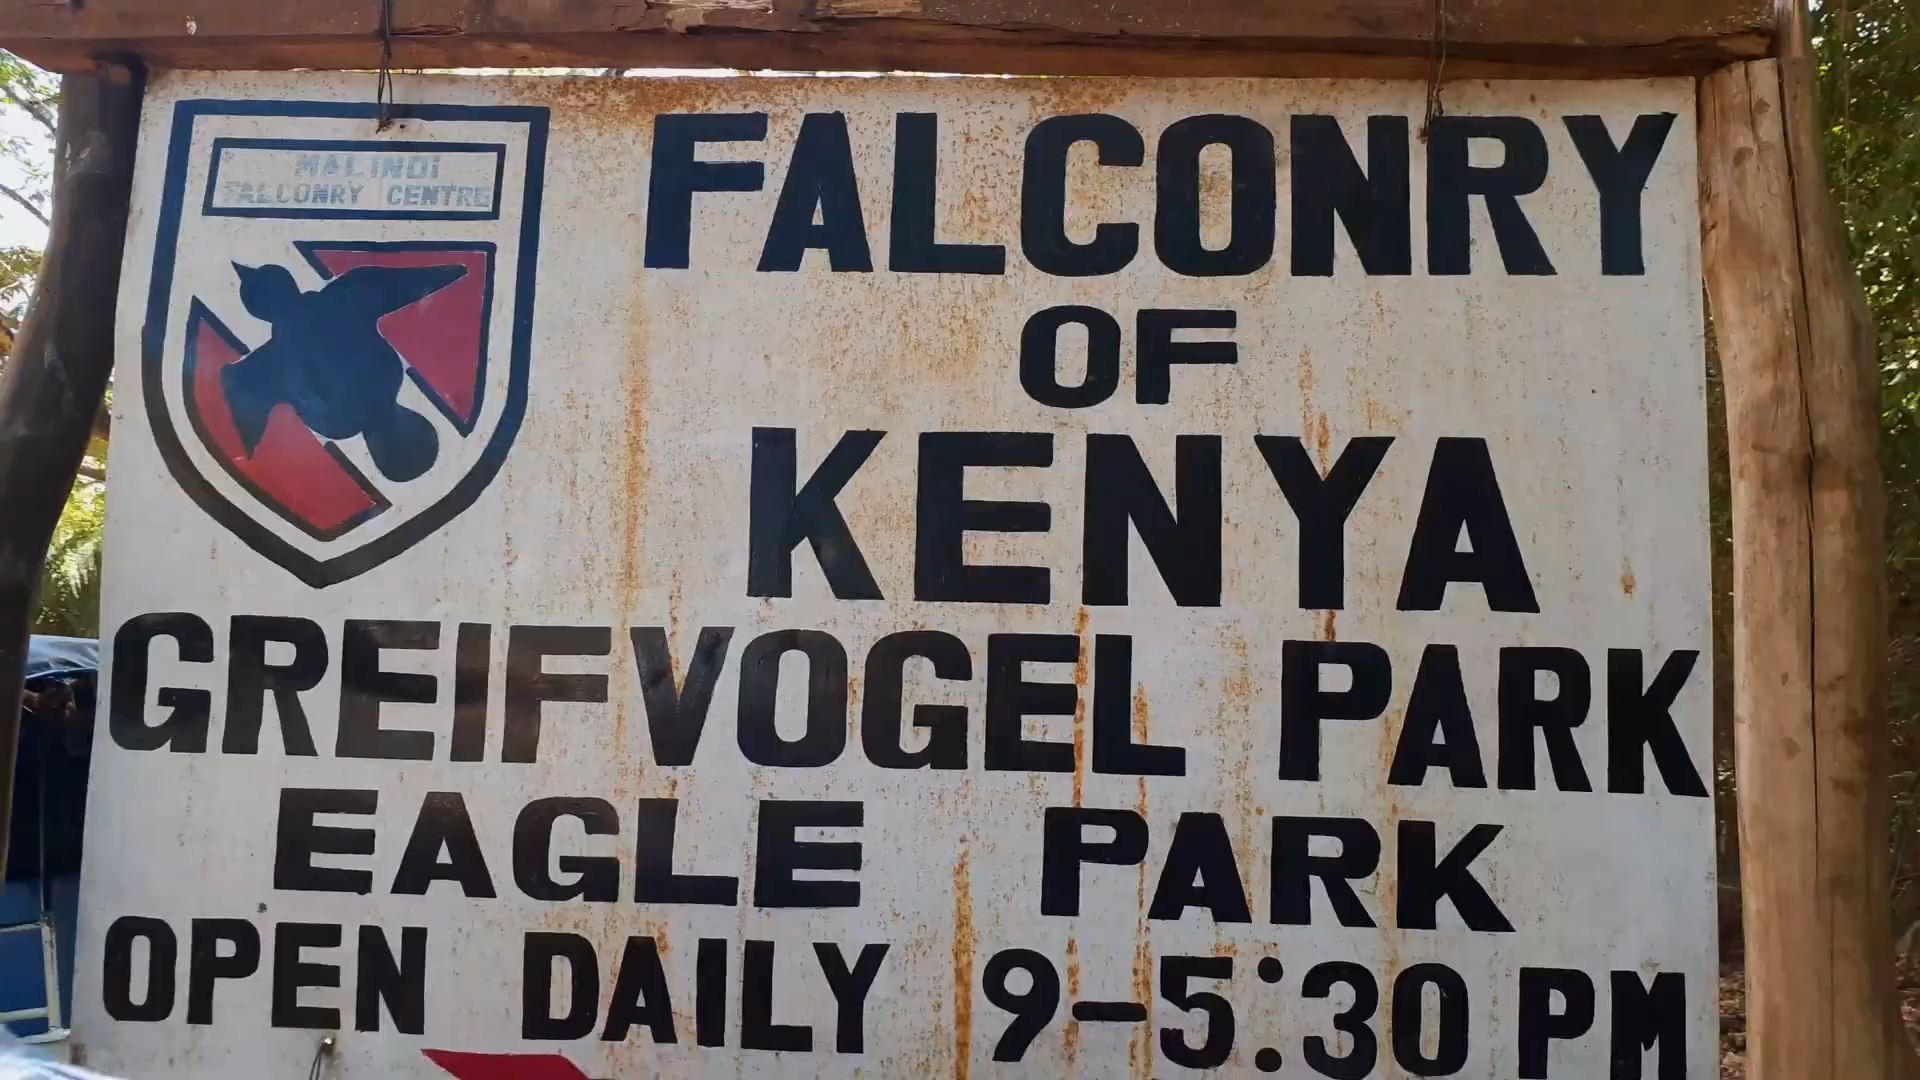 MALINDI
FALCONRY CENTRE
FALCONRY
OF
KENYA
GREIFVOGEL PARK
EAGLE PARK
OPEN DAILY 9-5:30 PM